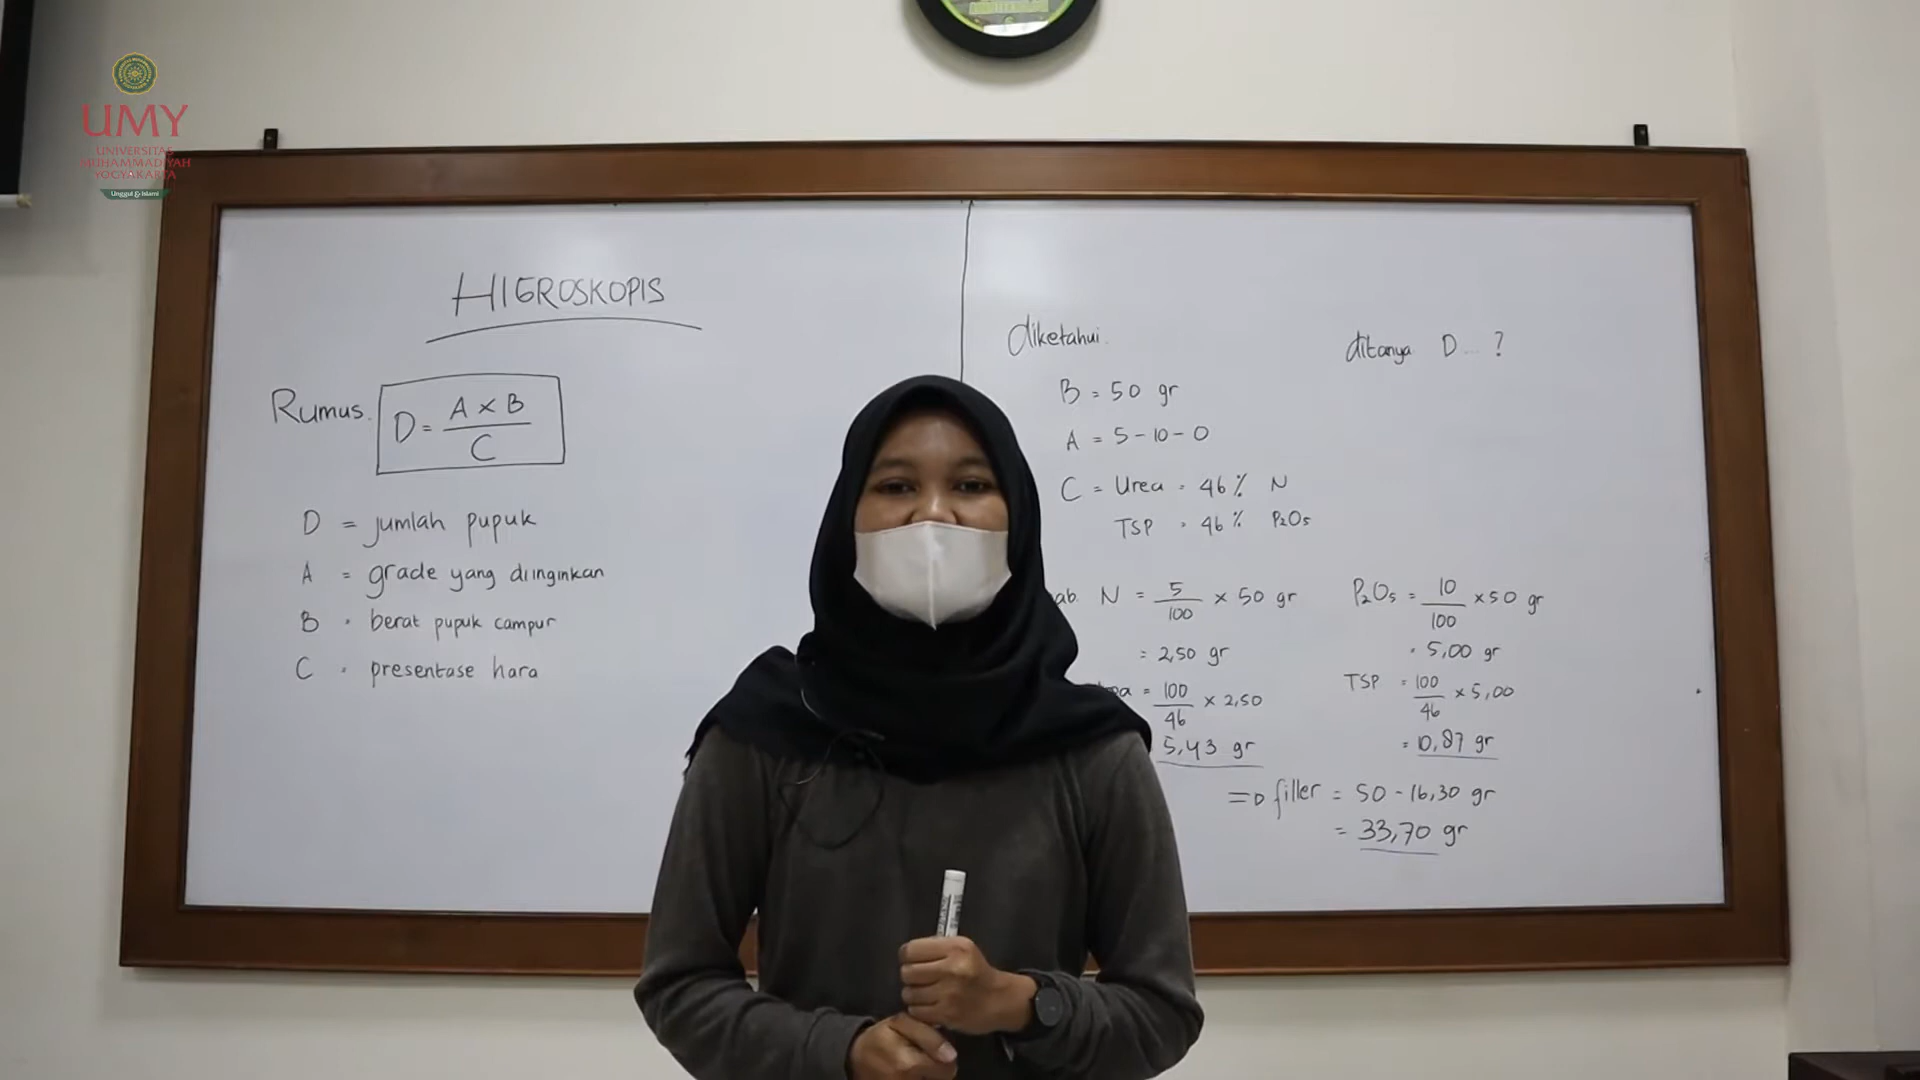 UMY
UNIVERSITAS
MUHAMMADIYAH
YOGYAKARTA
Unggul & Islami
HIGROSKOPIS
Rumus. D = A × B / C
D = jumlah pupuk
A = grade yang diinginkan
B = berat pupuk campur
C = presentase hara
diketahui.
ditanya D ... ?
B = 50 gr
A = 5-10-0
C = Urea = 46 % N
TSP = 46 % P2O5
N = 5/100 × 50 gr
= 2,50 gr
= 100/46 × 2,50
5,43 gr
P2O5 = 10/100 × 50 gr
= 5,00 gr
TSP = 100/46 × 5,00
= 10,87 gr
=D filler = 50 - 16,30 gr
= 33,70 gr